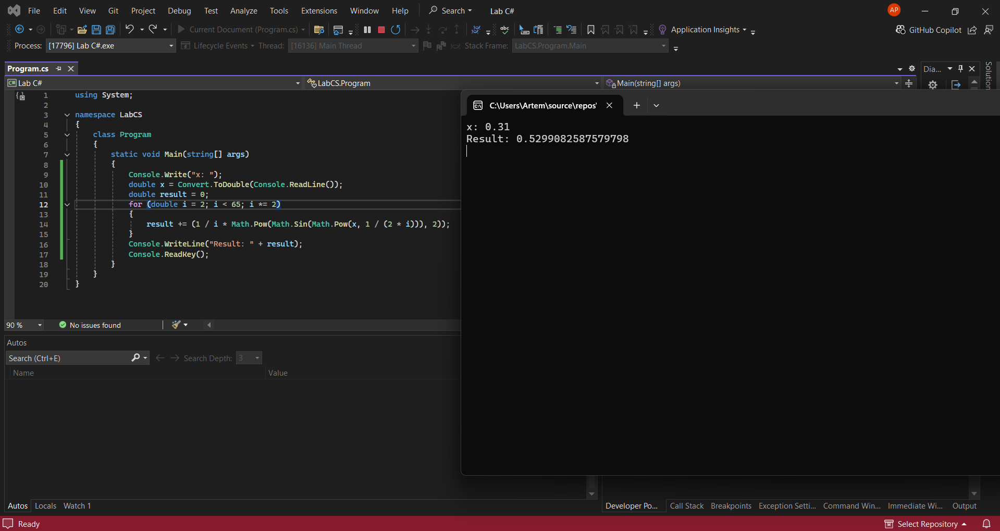 File Edit View Git Project Debug Test Analyze Tools Extensions Window Help Search Lab C# AP
Current Document (Program.cs) Application Insights GitHub Copilot
Process: [17796] Lab C#.exe Lifecycle Events Thread: [16136] Main Thread Stack Frame: LabCS.Program.Main
Program.cs
Dia...
Solution
Lab C# LabCS.Program Main(string[] args)
1 using System;
2
3 namespace LabCS
4 {
5 class Program
6 {
7 static void Main(string[] args)
8 {
9 Console.Write("x: ");
10 double x = Convert.ToDouble(Console.ReadLine());
11 double result = 0;
12 for (double i = 2; i < 65; i *= 2)
13 {
14 result += (1 / i * Math.Pow(Math.Sin(Math.Pow(x, 1 / (2 * i))), 2));
15 }
16 Console.WriteLine("Result: " + result);
17 Console.ReadKey();
18 }
19 }
20 }
C:\Users\Artem\source\repos\
x: 0.31
Result: 0.5299082587579798
90 % No issues found
Autos
Search (Ctrl+E) Search Depth: 3
Name Value
Autos Locals Watch 1
Developer Po... Call Stack Breakpoints Exception Setti... Command Win... Immediate Wi... Output
Ready Select Repository